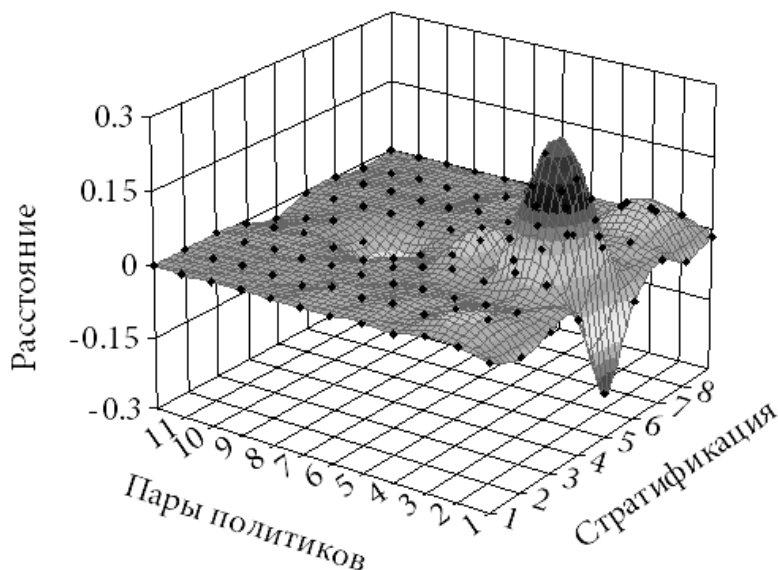 0.3
0.15
0
-0.15
-0.3
Расстояние
11 10 9 8 7 6 5 4 3 2 1
Пары политиков
1 2 3 4 5 6 7 8
Стратификация